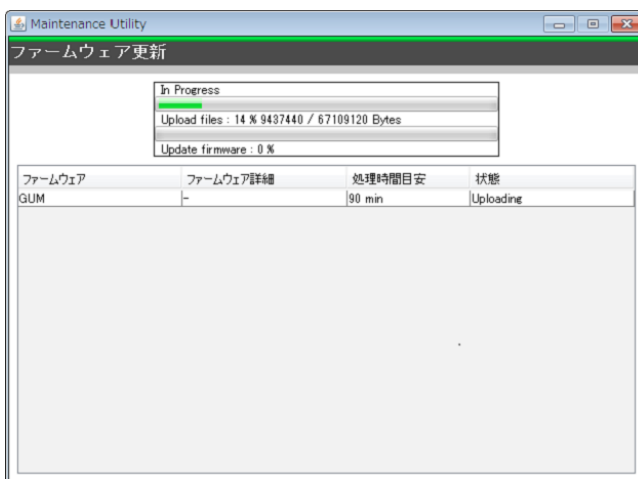 Maintenance Utility
ファームウェア更新
In Progress
Upload files : 14 % 9437440 / 67109120 Bytes
Update firmware : 0 %
ファームウェア ファームウェア詳細 処理時間目安 状態
GUM - 90 min Uploading